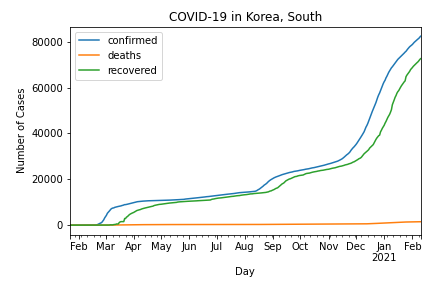 COVID-19 in Korea, South
confirmed
deaths
recovered
Number of Cases
80000
60000
40000
20000
0
Feb Mar Apr May Jun Jul Aug Sep Oct Nov Dec Jan Feb
2021
Day